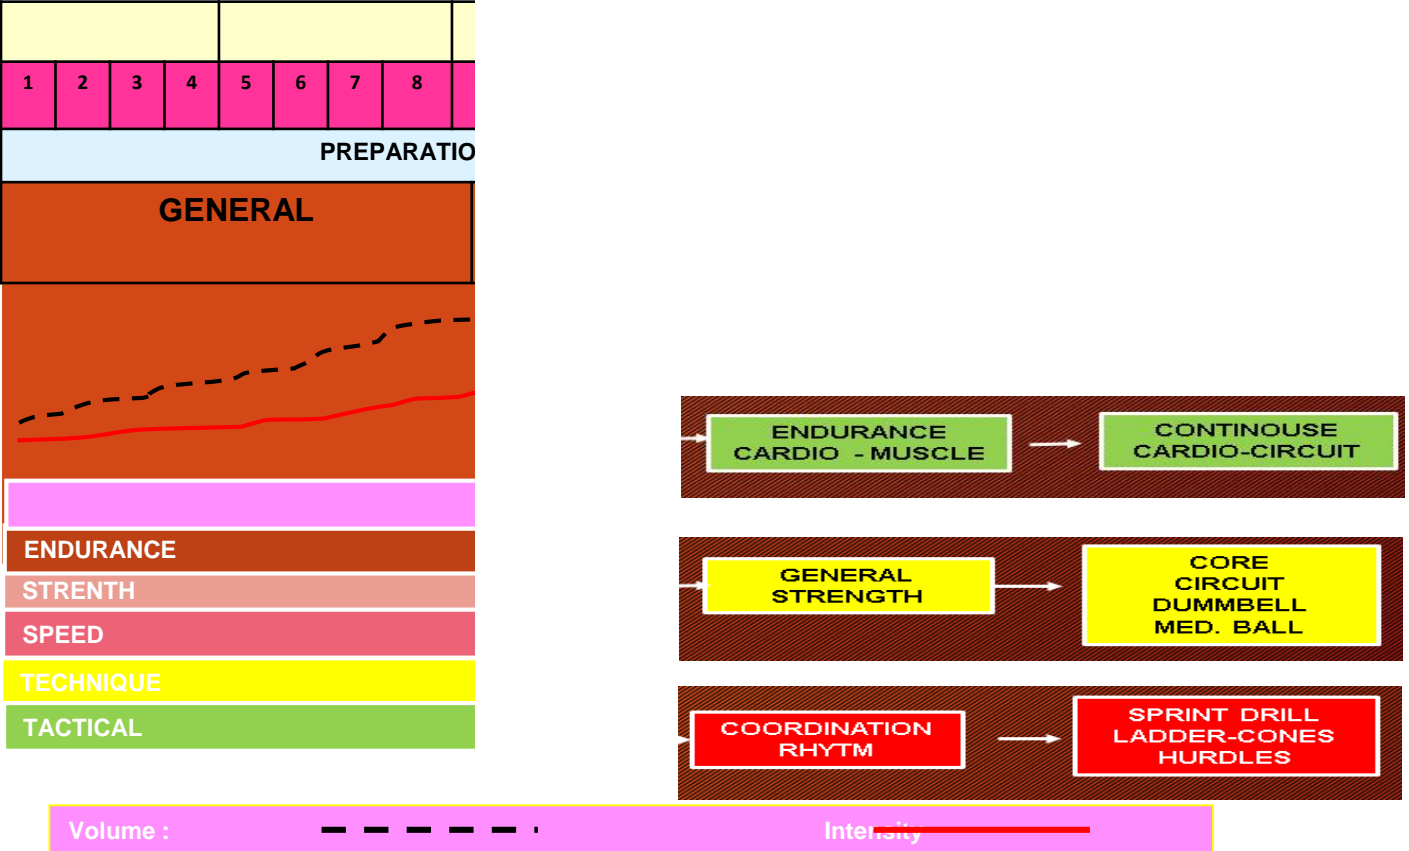 1 2 3 4 5 6 7 8
PREPARATIO
GENERAL
ENDURANCE
STRENTH
SPEED
TECHNIQUE
TACTICAL
ENDURANCE
CARDIO - MUSCLE
CONTINOUSE
CARDIO-CIRCUIT
GENERAL
STRENGTH
CORE
CIRCUIT
DUMMBELL
MED. BALL
COORDINATION
RHYTM
SPRINT DRILL
LADDER-CONES
HURDLES
Volume : Intensity